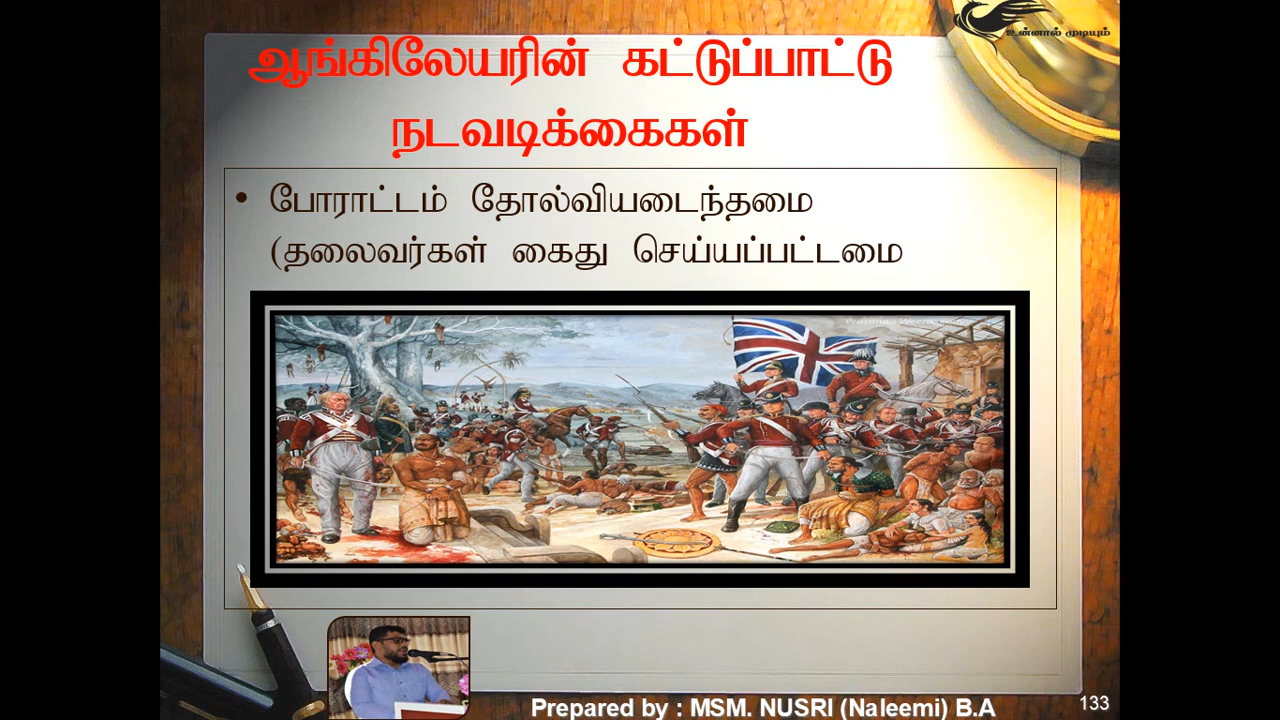 உன்னால் முடியும்
ஆங்கிலேயரின் கட்டுப்பாட்டு
நடவடிக்கைகள்
• போராட்டம் தோல்வியடைந்தமை
(தலைவர்கள் கைது செய்யப்பட்டமை
Prepared by : MSM. NUSRI (Naleemi) B.A
133